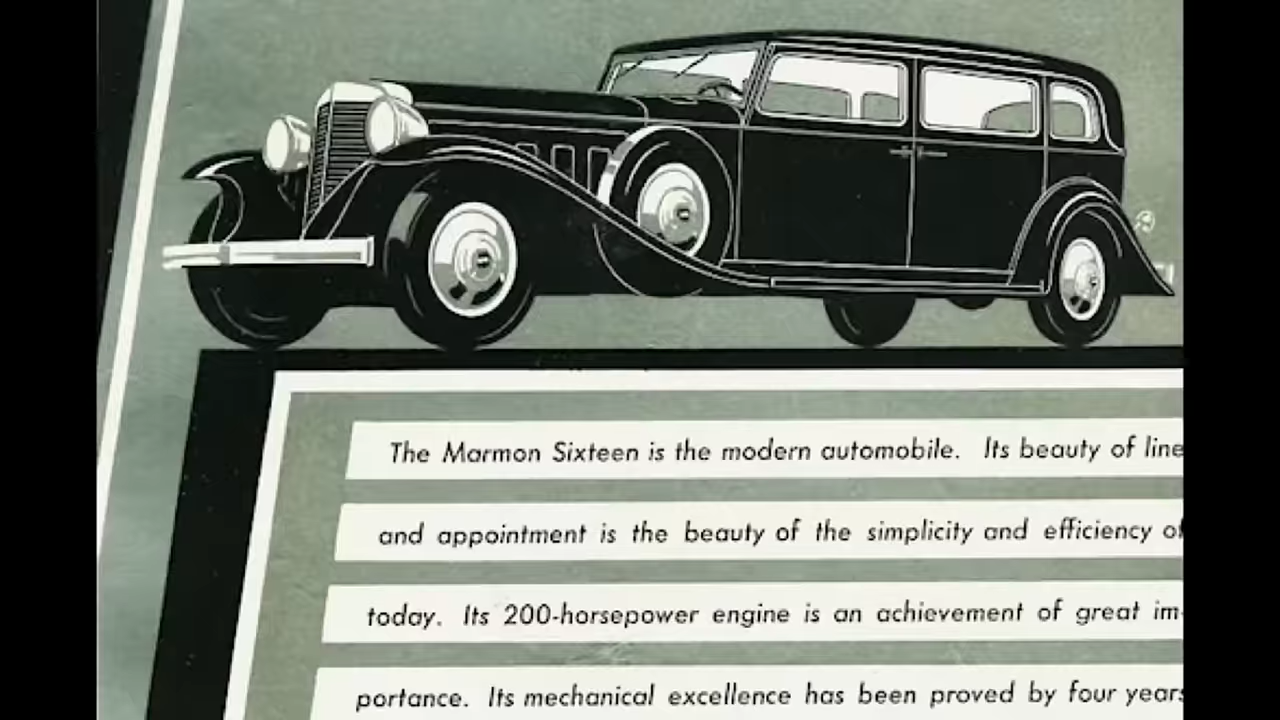 The Marmon Sixteen is the modern automobile. Its beauty of line
and appointment is the beauty of the simplicity and efficiency of
today. Its 200-horsepower engine is an achievement of great im-
portance. Its mechanical excellence has been proved by four years